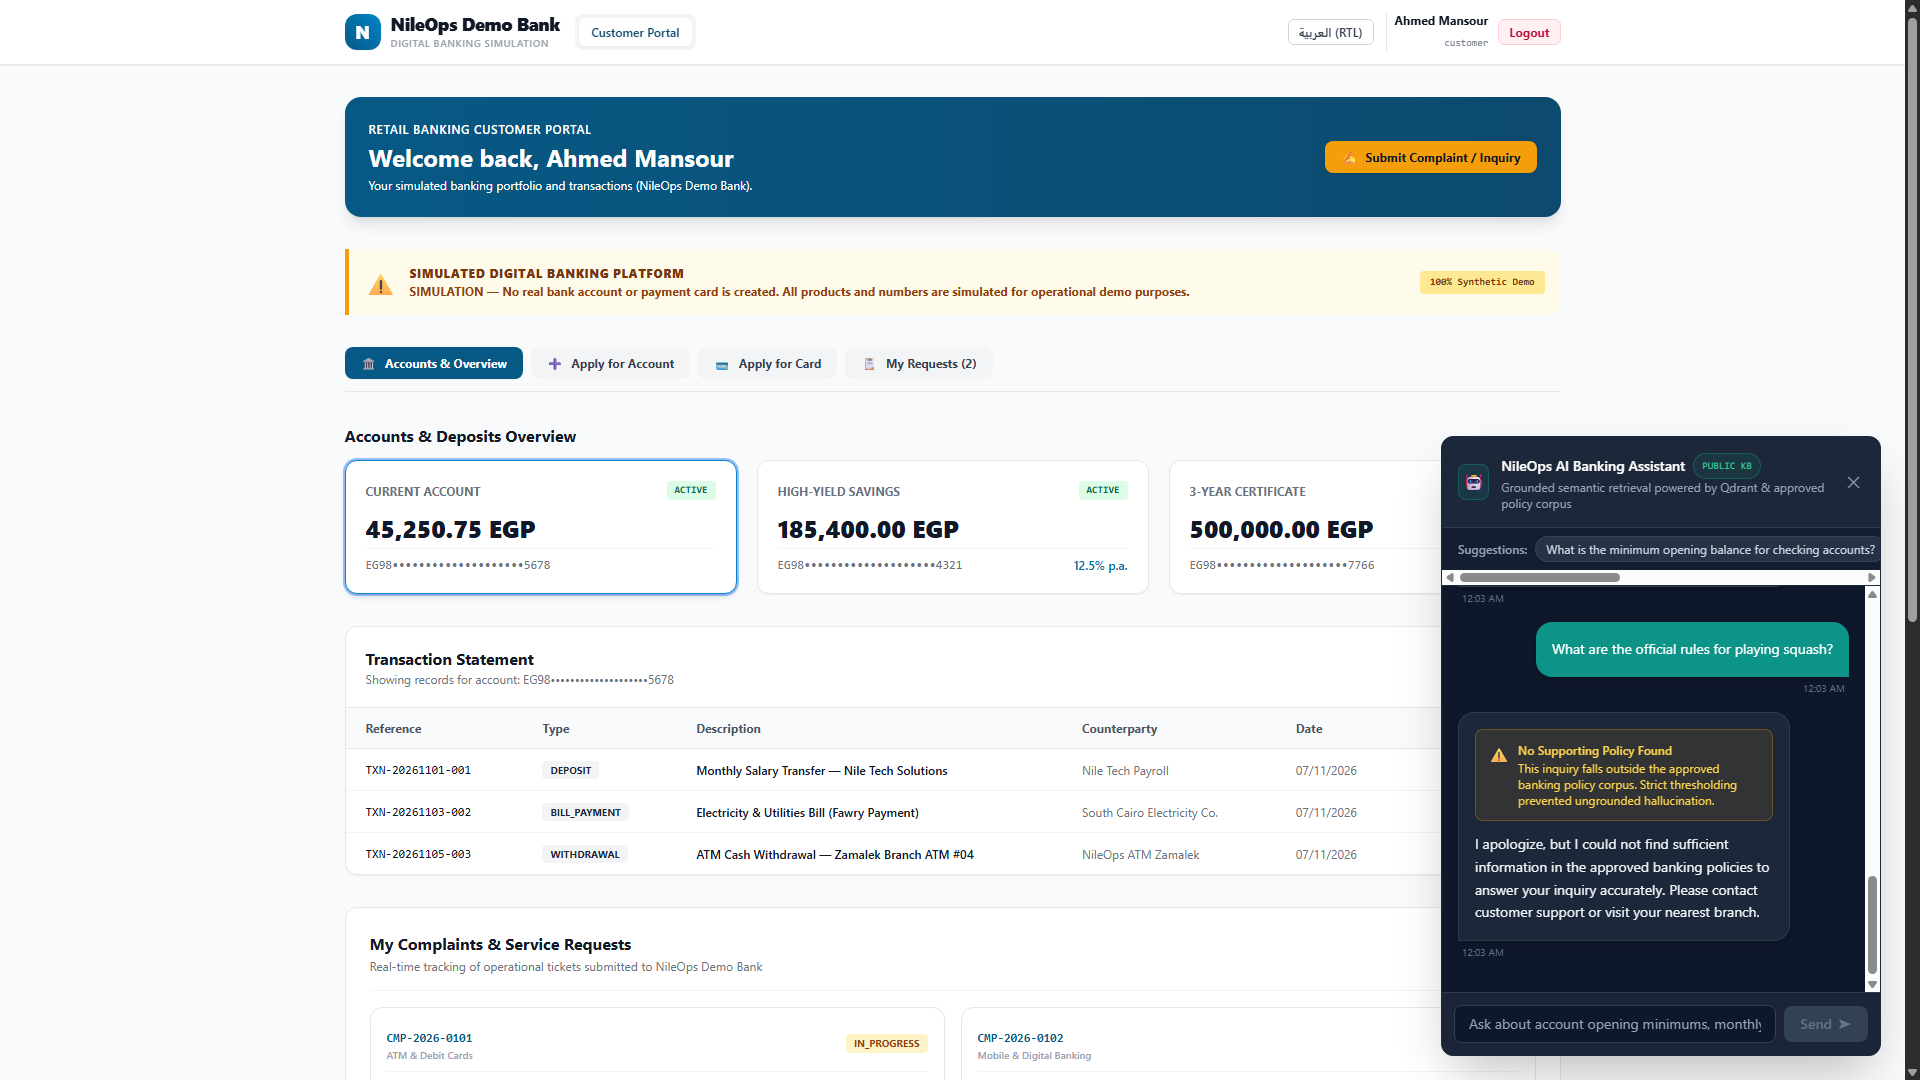 N
NileOps Demo Bank
DIGITAL BANKING SIMULATION
Customer Portal
العربية (RTL)
Ahmed Mansour
customer
Logout
RETAIL BANKING CUSTOMER PORTAL
Welcome back, Ahmed Mansour
Your simulated banking portfolio and transactions (NileOps Demo Bank).
Submit Complaint / Inquiry
SIMULATED DIGITAL BANKING PLATFORM
SIMULATION — No real bank account or payment card is created. All products and numbers are simulated for operational demo purposes.
100% Synthetic Demo
Accounts & Overview
Apply for Account
Apply for Card
My Requests (2)
Accounts & Deposits Overview
CURRENT ACCOUNT
ACTIVE
45,250.75 EGP
EG98••••••••••••••••••••5678
HIGH-YIELD SAVINGS
ACTIVE
185,400.00 EGP
EG98••••••••••••••••••••4321
12.5% p.a.
3-YEAR CERTIFICATE
500,000.00 EGP
EG98••••••••••••••••••••7766
Transaction Statement
Showing records for account: EG98••••••••••••••••••••5678
Reference Type Description Counterparty Date
TXN-20261101-001 DEPOSIT Monthly Salary Transfer — Nile Tech Solutions Nile Tech Payroll 07/11/2026
TXN-20261103-002 BILL_PAYMENT Electricity & Utilities Bill (Fawry Payment) South Cairo Electricity Co. 07/11/2026
TXN-20261105-003 WITHDRAWAL ATM Cash Withdrawal — Zamalek Branch ATM #04 NileOps ATM Zamalek 07/11/2026
My Complaints & Service Requests
Real-time tracking of operational tickets submitted to NileOps Demo Bank
CMP-2026-0101
ATM & Debit Cards
IN_PROGRESS
CMP-2026-0102
Mobile & Digital Banking
NileOps AI Banking Assistant
PUBLIC KB
Grounded semantic retrieval powered by Qdrant & approved
policy corpus
Suggestions:
What is the minimum opening balance for checking accounts?
12:03 AM
What are the official rules for playing squash?
12:03 AM
No Supporting Policy Found
This inquiry falls outside the approved
banking policy corpus. Strict thresholding
prevented ungrounded hallucination.
I apologize, but I could not find sufficient
information in the approved banking policies to
answer your inquiry accurately. Please contact
customer support or visit your nearest branch.
12:03 AM
Ask about account opening minimums, monthly
Send